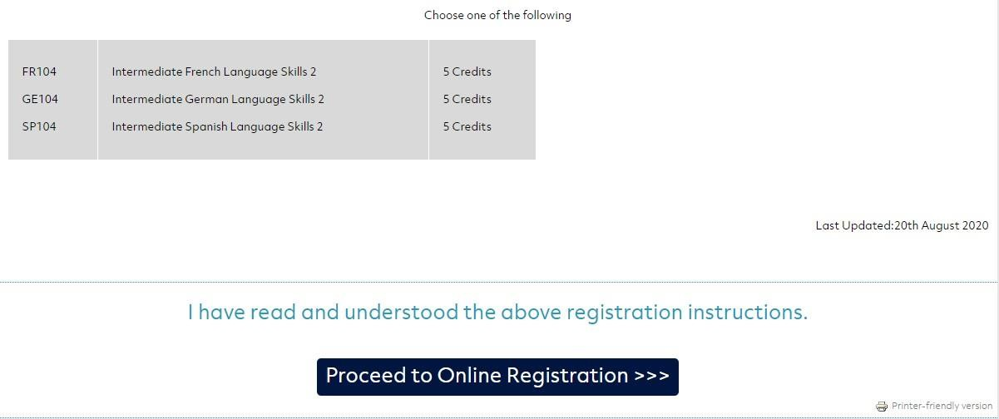 Choose one of the following
FR104 Intermediate French Language Skills 2 5 Credits
GE104 Intermediate German Language Skills 2 5 Credits
SP104 Intermediate Spanish Language Skills 2 5 Credits
Last Updated:20th August 2020
I have read and understood the above registration instructions.
Proceed to Online Registration >>>
Printer-friendly version